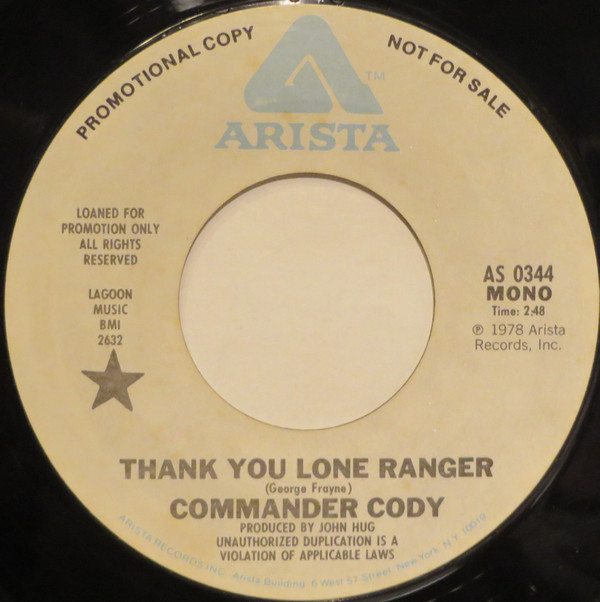 PROMOTIONAL COPY
NOT FOR SALE
TM
ARISTA
LOANED FOR
PROMOTION ONLY
ALL RIGHTS
RESERVED
LAGOON
MUSIC
BMI
2632
AS 0344
MONO
Time: 2:48
℗ 1978 Arista
Records, Inc.
THANK YOU LONE RANGER
(George Frayne)
COMMANDER CODY
PRODUCED BY JOHN HUG
UNAUTHORIZED DUPLICATION IS A
VIOLATION OF APPLICABLE LAWS
ARISTA RECORDS, INC. Arista Building, 6 West 57 Street, New York, N.Y. 10019